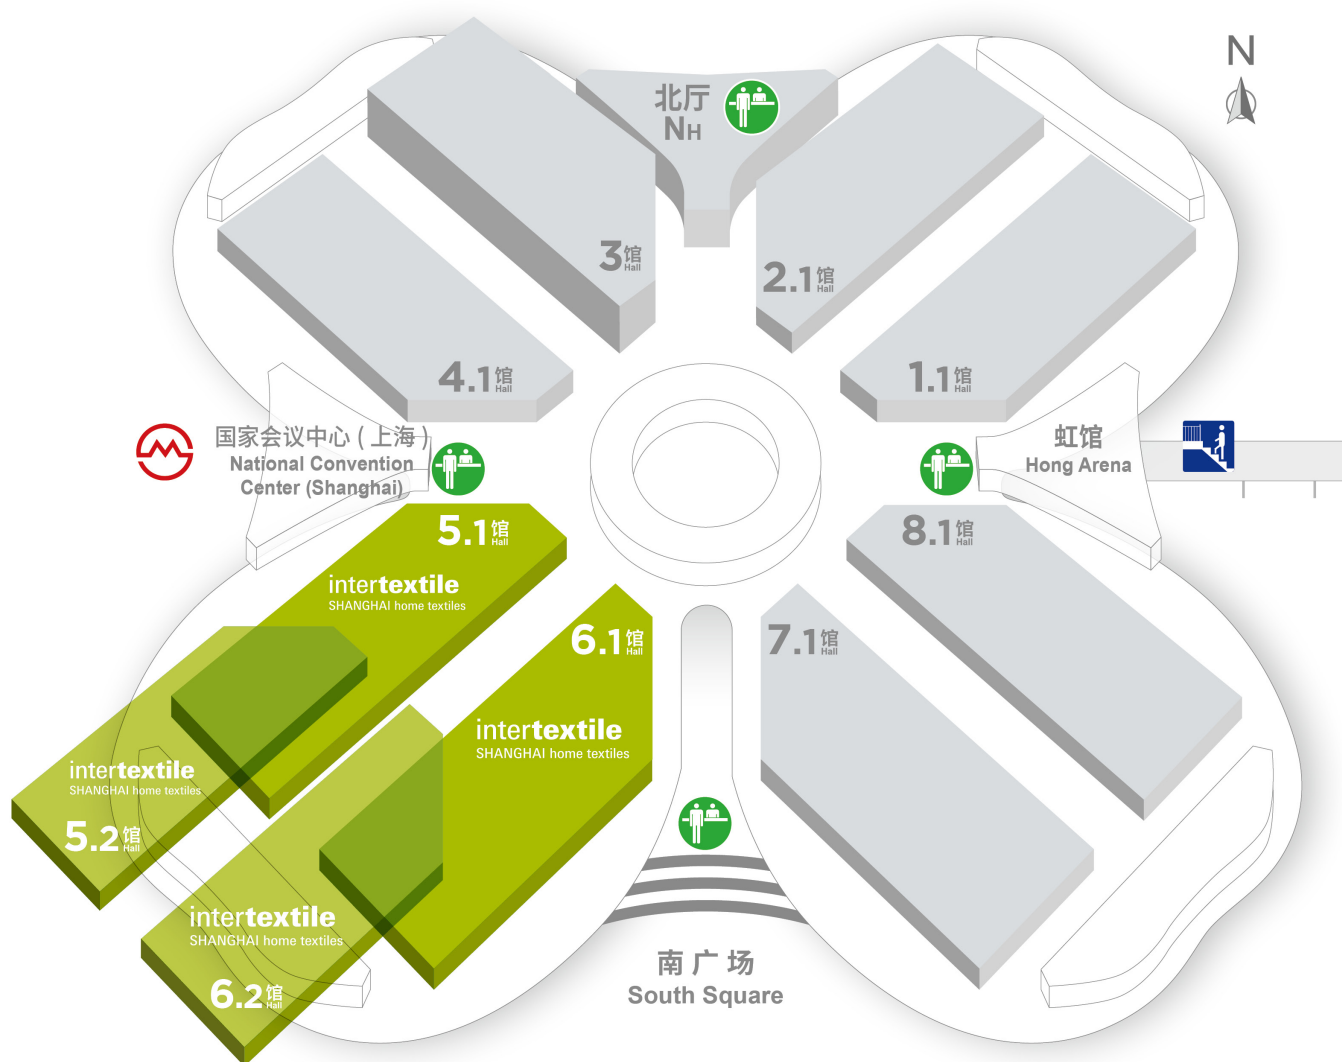 N
北厅
NH
3馆
Hall
2.1馆
Hall
4.1馆
Hall
1.1馆
Hall
国家会议中心 ( 上海 )
National Convention
Center (Shanghai)
虹馆
Hong Arena
5.1馆
Hall
8.1馆
Hall
intertextile
SHANGHAI home textiles
6.1馆
Hall
7.1馆
Hall
intertextile
SHANGHAI home textiles
intertextile
SHANGHAI home textiles
5.2馆
Hall
intertextile
SHANGHAI home textiles
6.2馆
Hall
南广场
South Square